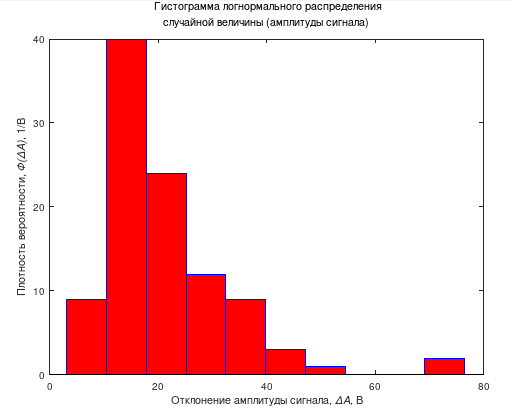 Гистограмма логнормального распределения
случайной величины (амплитуды сигнала)
40
30
20
10
0
Плотность вероятности, Φ(ΔA), 1/В
0 20 40 60 80
Отклонение амплитуды сигнала, ΔA, В